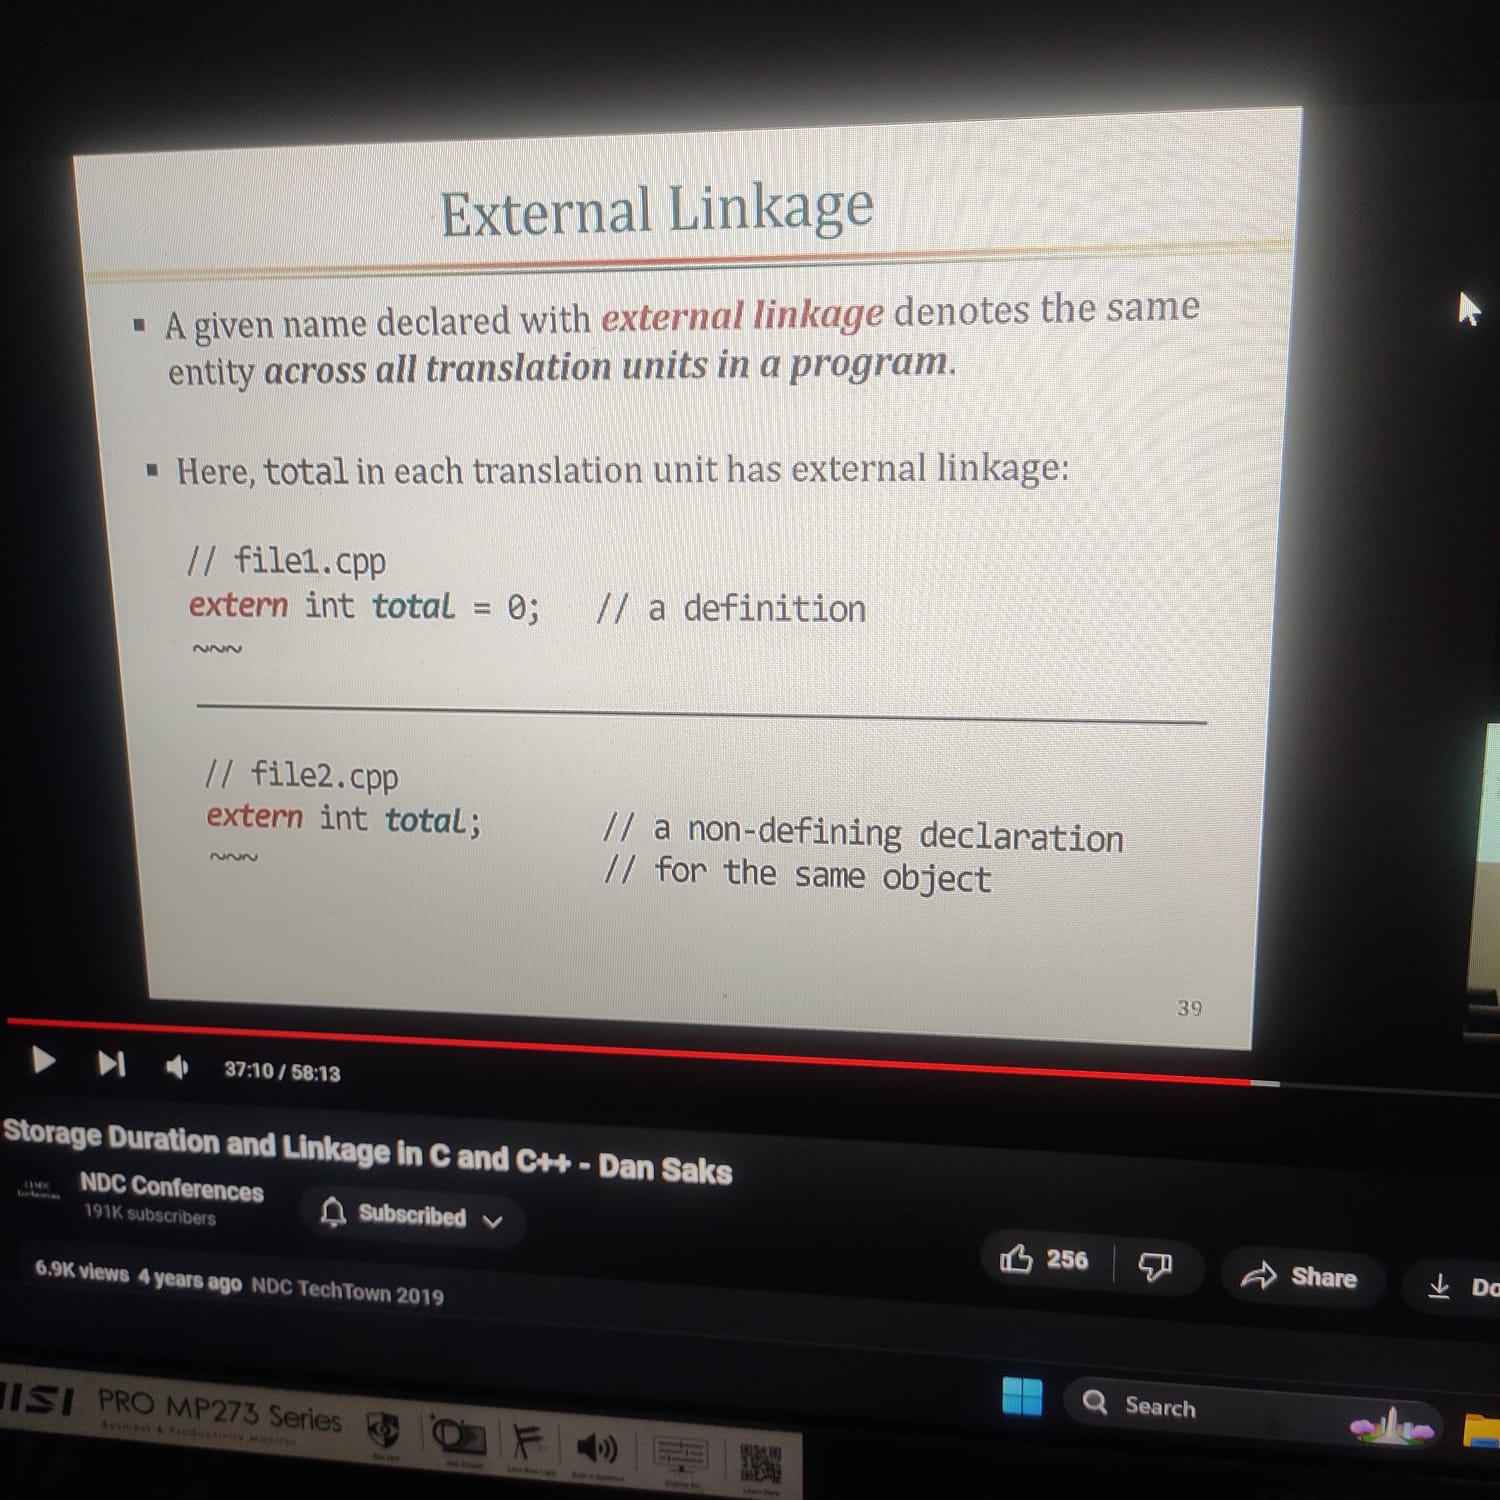 External Linkage
▪ A given name declared with external linkage denotes the same
entity across all translation units in a program.
▪ Here, total in each translation unit has external linkage:
// file1.cpp
extern int total = 0; // a definition
~~~
// file2.cpp
extern int total; // a non-defining declaration
// for the same object
~~~
39
37:10 / 58:13
Storage Duration and Linkage in C and C++ - Dan Saks
NDC Conferences
191K subscribers
Subscribed
256
Share
Do
6.9K views 4 years ago NDC TechTown 2019
Search
msi PRO MP273 Series
Business & Productivity Monitor